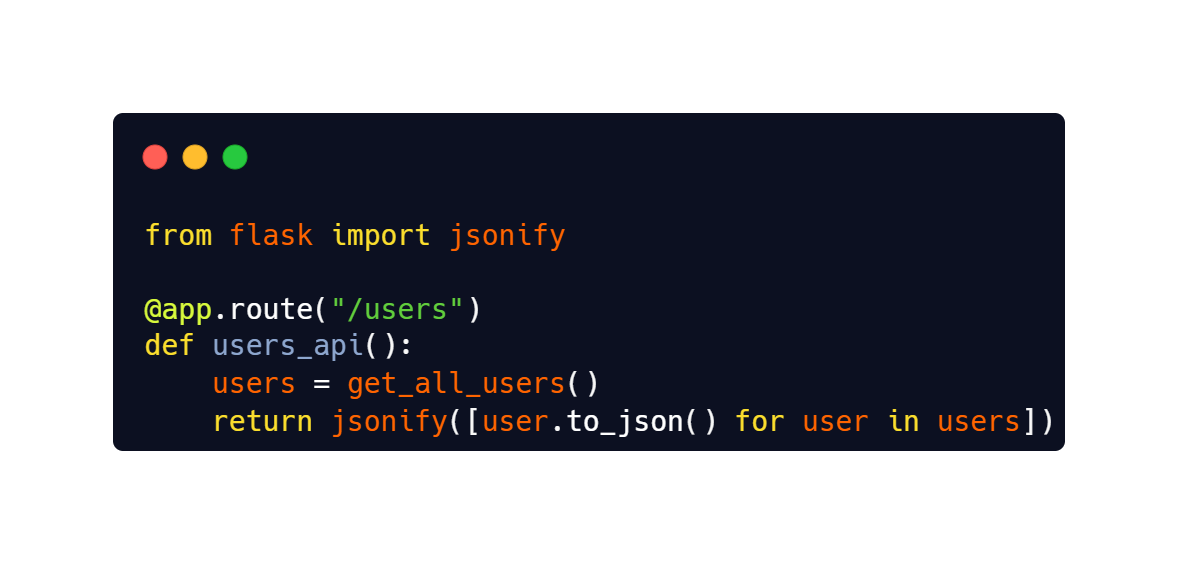 from flask import jsonify
@app.route("/users")
def users_api():
    users = get_all_users()
    return jsonify([user.to_json() for user in users])